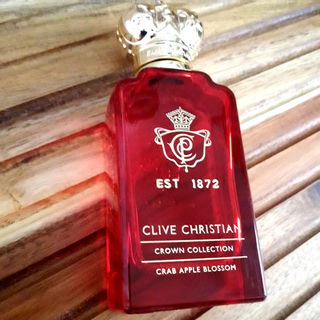 EST 1872
CLIVE CHRISTIAN
CROWN COLLECTION
CRAB APPLE BLOSSOM